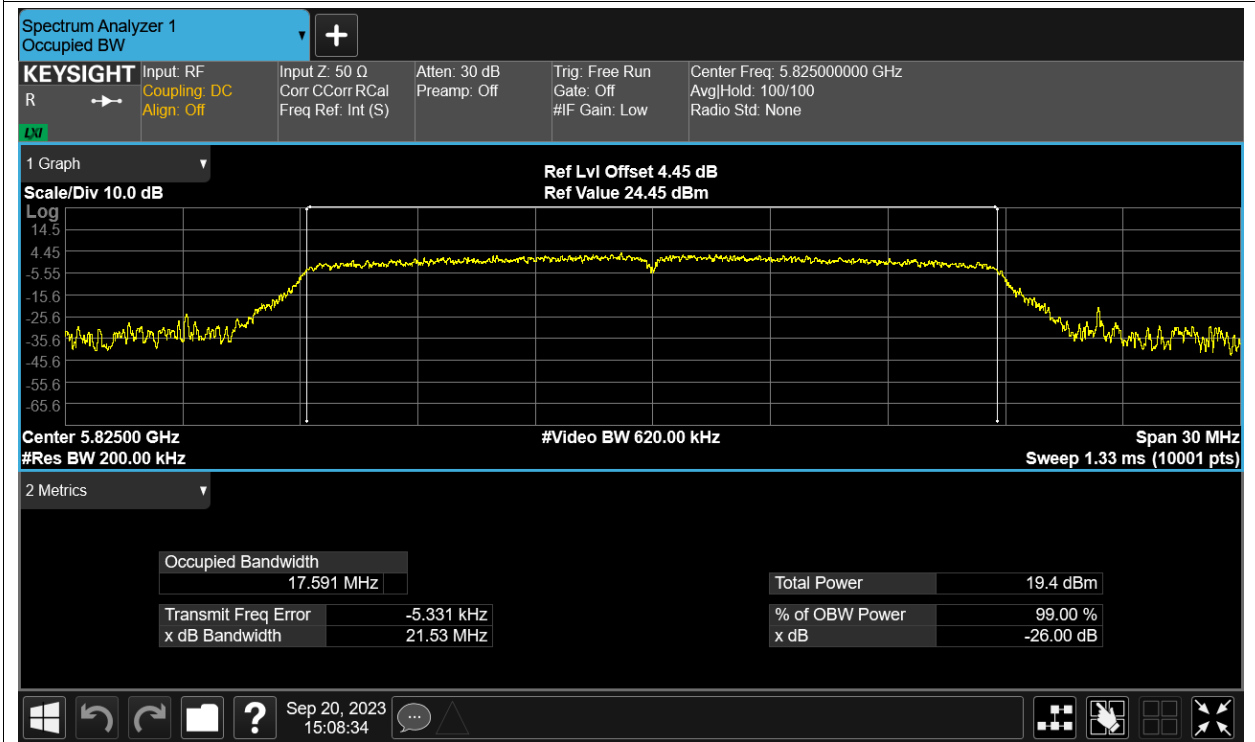 Spectrum Analyzer 1
Occupied BW
KEYSIGHT
R
LXI
Input: RF
Coupling: DC
Align: Off
Input Z: 50 Ω
Corr CCorr RCal
Freq Ref: Int (S)
Atten: 30 dB
Preamp: Off
Trig: Free Run
Gate: Off
#IF Gain: Low
Center Freq: 5.825000000 GHz
Avg|Hold: 100/100
Radio Std: None
1 Graph
Scale/Div 10.0 dB
Ref Lvl Offset 4.45 dB
Ref Value 24.45 dBm
Log
14.5
4.45
-5.55
-15.6
-25.6
-35.6
-45.6
-55.6
-65.6
Center 5.82500 GHz
#Res BW 200.00 kHz
#Video BW 620.00 kHz
Span 30 MHz
Sweep 1.33 ms (10001 pts)
2 Metrics
Occupied Bandwidth
17.591 MHz
Transmit Freq Error -5.331 kHz
x dB Bandwidth 21.53 MHz
Total Power 19.4 dBm
% of OBW Power 99.00 %
x dB -26.00 dB
?
Sep 20, 2023
15:08:34